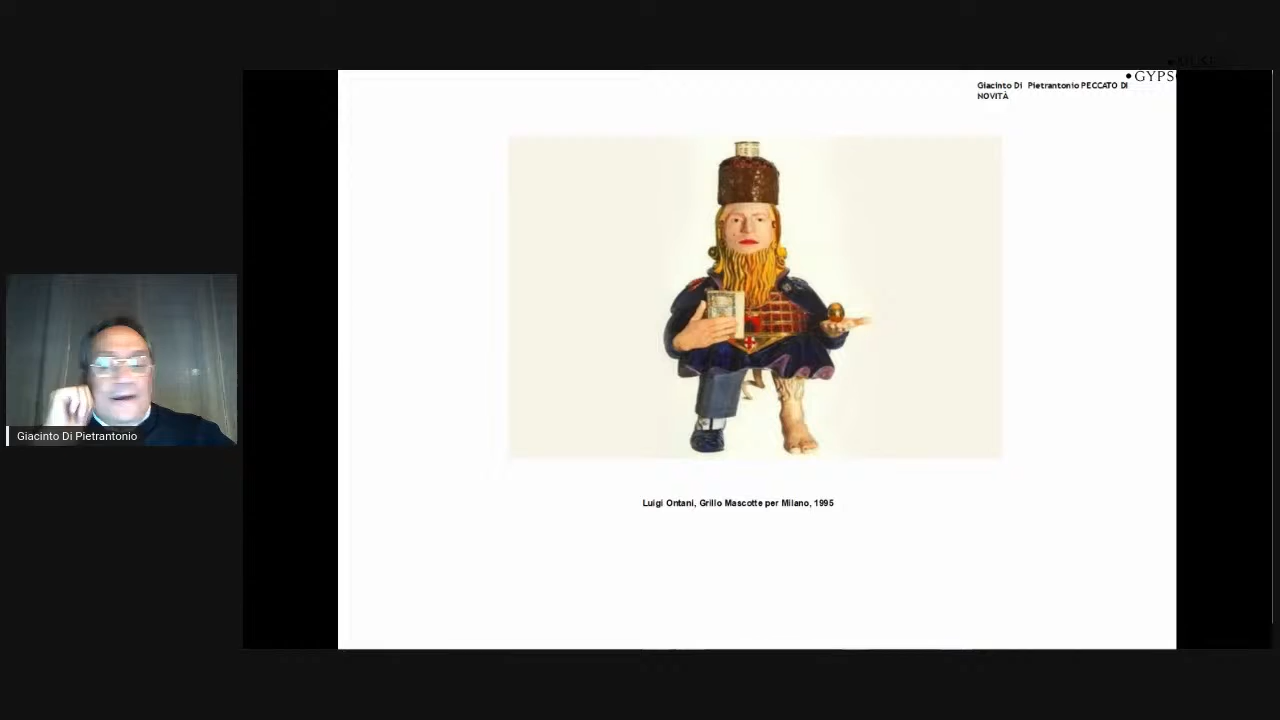 GYPS
Giacinto Di Pietrantonio PECCATO DI
NOVITÀ
Giacinto Di Pietrantonio
Luigi Ontani, Grillo Mascotte per Milano, 1995